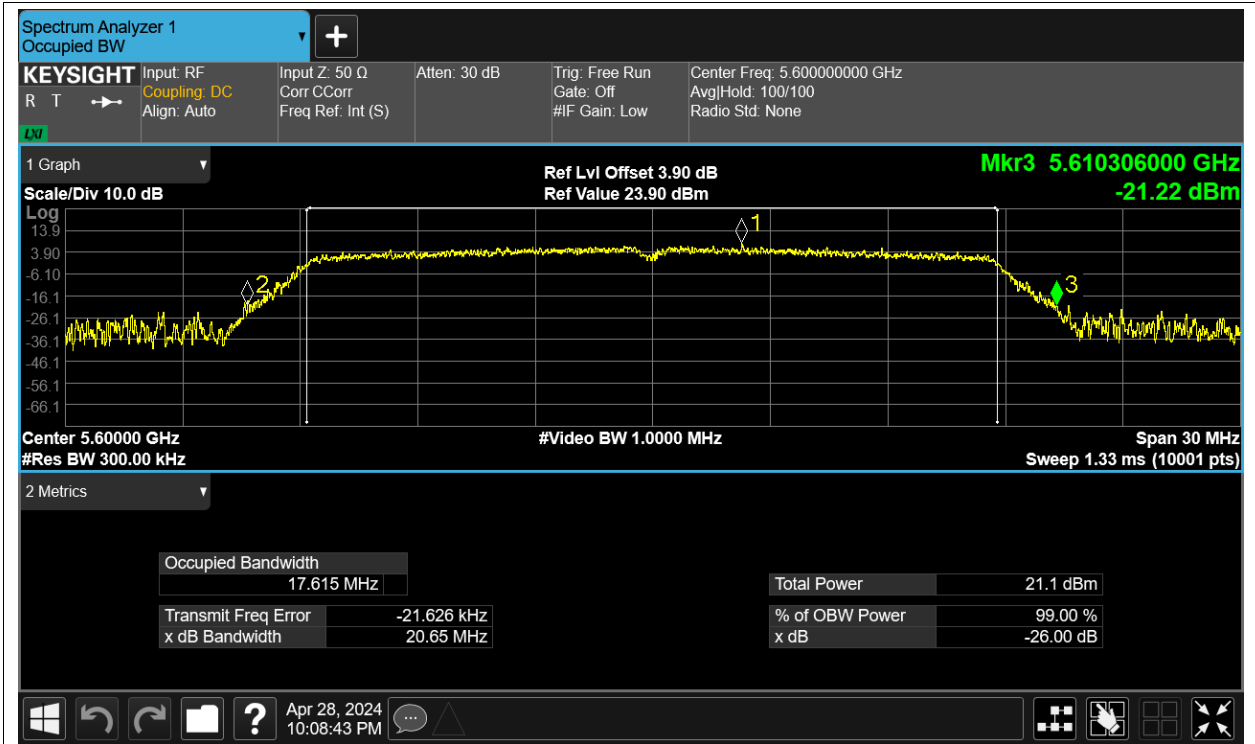 Spectrum Analyzer 1
Occupied BW
+
KEYSIGHT
R T
LXI
Input: RF
Coupling: DC
Align: Auto
Input Z: 50 Ω
Corr CCorr
Freq Ref: Int (S)
Atten: 30 dB
Trig: Free Run
Gate: Off
#IF Gain: Low
Center Freq: 5.600000000 GHz
Avg|Hold: 100/100
Radio Std: None
1 Graph
Scale/Div 10.0 dB
Ref Lvl Offset 3.90 dB
Ref Value 23.90 dBm
Mkr3 5.610306000 GHz
-21.22 dBm
Log
13.9
3.90
-6.10
-16.1
-26.1
-36.1
-46.1
-56.1
-66.1
1
2
3
Center 5.60000 GHz
#Res BW 300.00 kHz
#Video BW 1.0000 MHz
Span 30 MHz
Sweep 1.33 ms (10001 pts)
2 Metrics
Occupied Bandwidth
17.615 MHz
Transmit Freq Error -21.626 kHz
x dB Bandwidth 20.65 MHz
Total Power 21.1 dBm
% of OBW Power 99.00 %
x dB -26.00 dB
?
Apr 28, 2024
10:08:43 PM